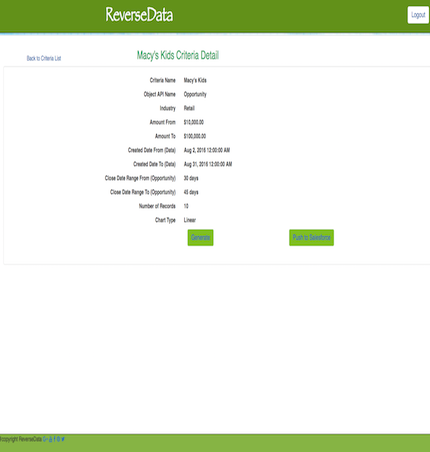 ReverseData
Logout
Back to Criteria List
Macy's Kids Criteria Detail
Criteria Name Macy's Kids
Object API Name Opportunity
Industry Retail
Amount From $10,000.00
Amount To $100,000.00
Created Date From (Data) Aug 2, 2016 12:00:00 AM
Created Date To (Data) Aug 31, 2016 12:00:00 AM
Close Date Range From (Opportunity) 30 days
Close Date Range To (Opportunity) 45 days
Number of Records 10
Chart Type Linear
Generate Push to Salesforce
©opyright ReverseData